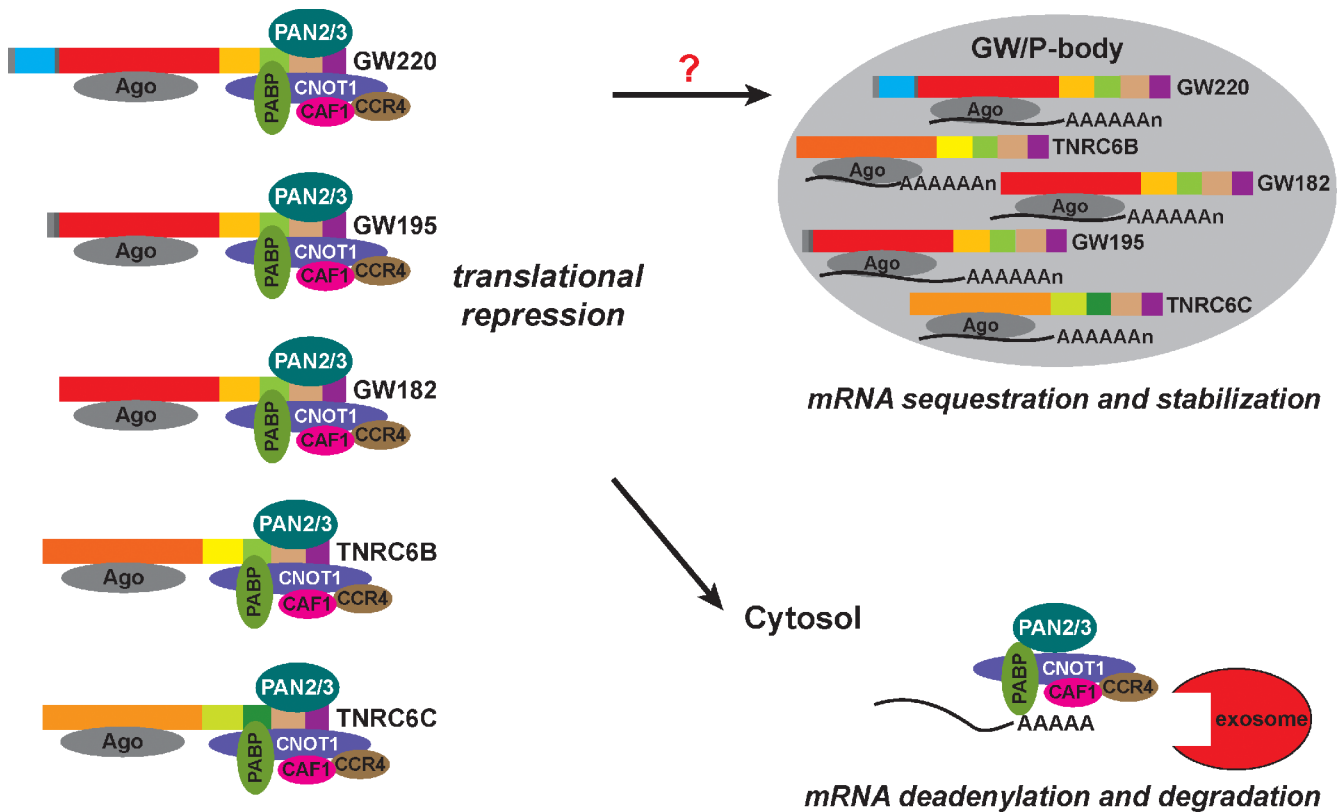 PAN2/3
GW220
Ago
PABP
CNOT1
CAF1
CCR4
PAN2/3
GW195
Ago
PABP
CNOT1
CAF1
CCR4
PAN2/3
GW182
Ago
PABP
CNOT1
CAF1
CCR4
PAN2/3
TNRC6B
Ago
PABP
CNOT1
CAF1
CCR4
PAN2/3
TNRC6C
Ago
PABP
CNOT1
CAF1
CCR4
translational
repression
?
GW/P-body
GW220
Ago
AAAAAAn
TNRC6B
Ago
AAAAAAn
GW182
Ago
AAAAAAn
GW195
Ago
AAAAAAn
TNRC6C
Ago
AAAAAAn
mRNA sequestration and stabilization
Cytosol
PAN2/3
PABP
CNOT1
CAF1
CCR4
AAAAA
exosome
mRNA deadenylation and degradation